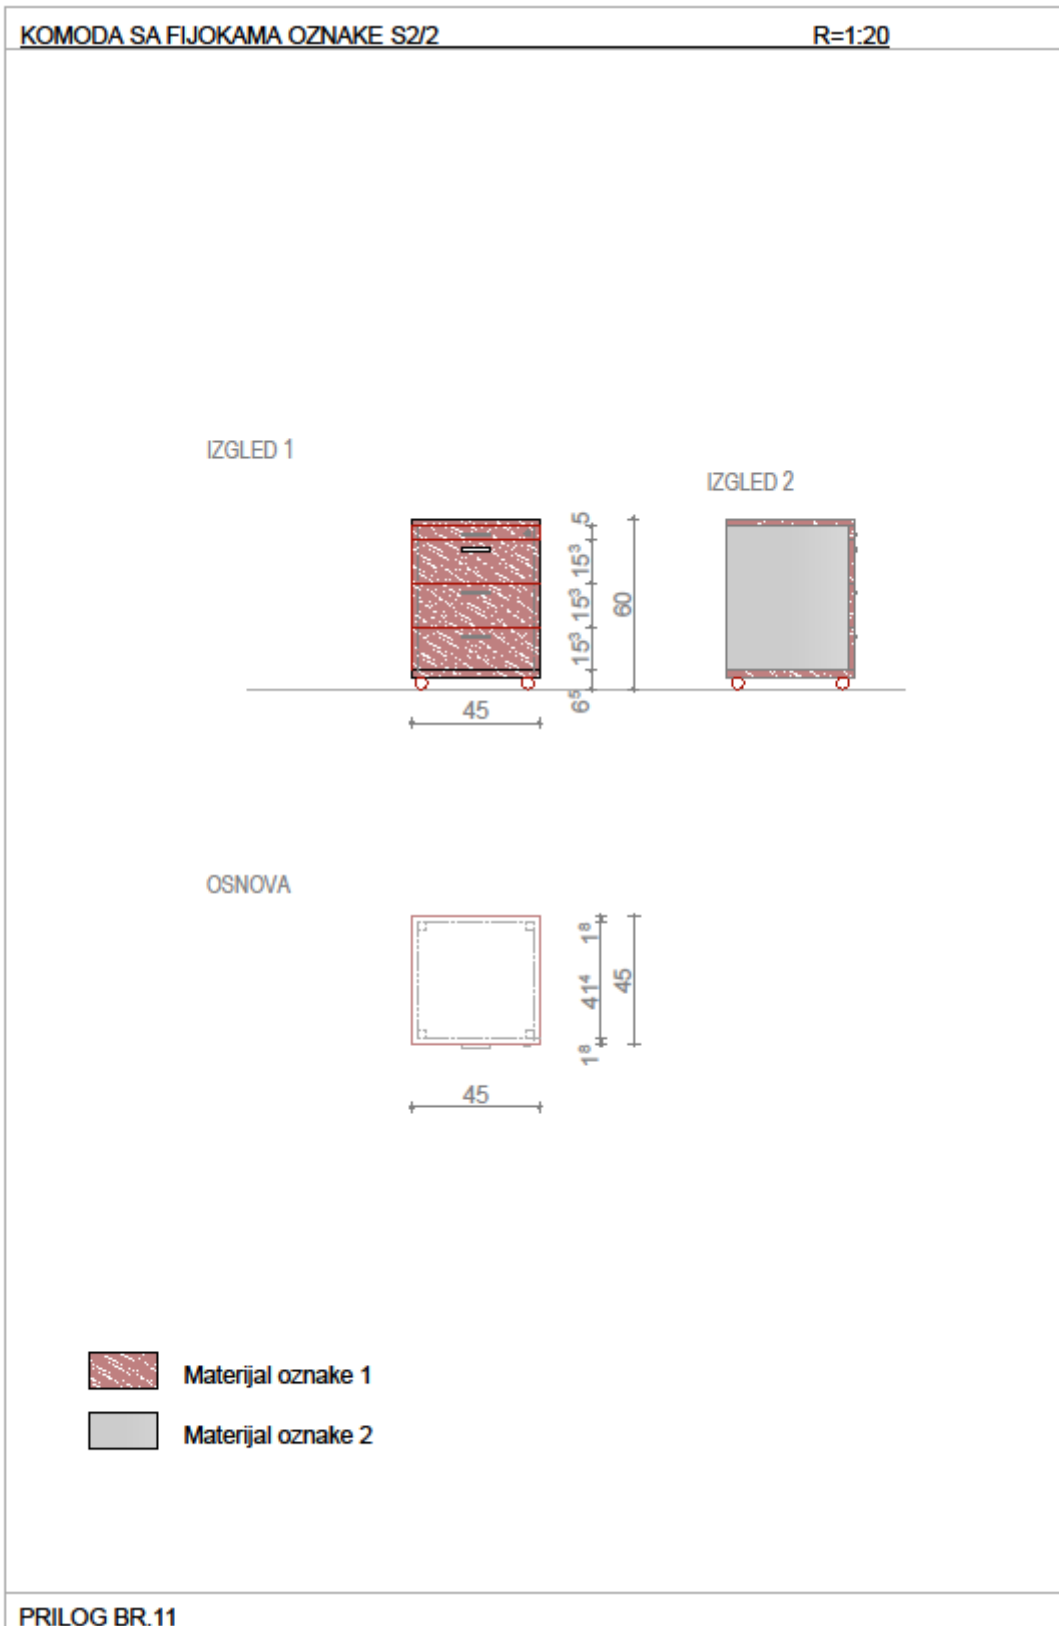 KOMODA SA FIJOKAMA OZNAKE S2/2 R=1:20
IZGLED 1
IZGLED 2
5
15³
15³
15³
6⁵
60
45
OSNOVA
1⁸
41⁴
1⁸
45
45
Materijal oznake 1
Materijal oznake 2
PRILOG BR.11